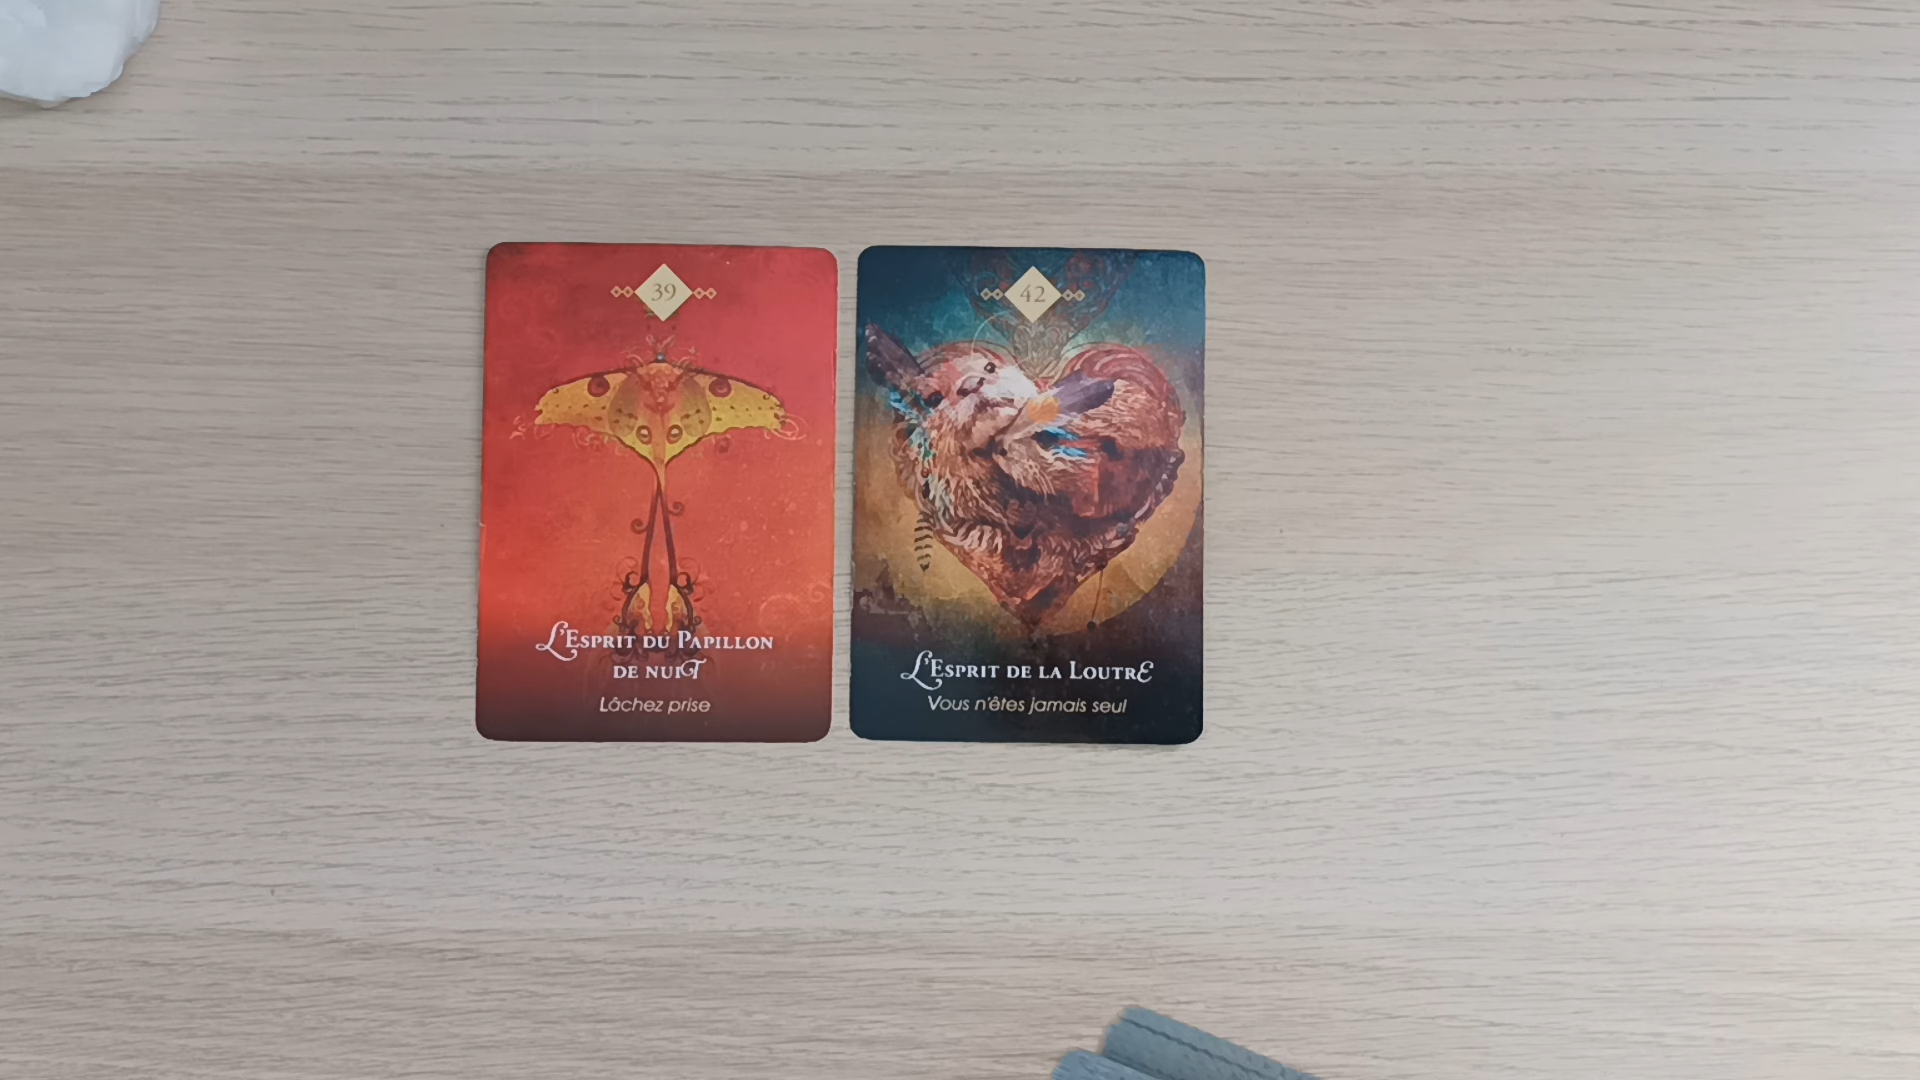 39
L'Esprit du Papillon
de nuit
Lâchez prise
42
L'Esprit de la Loutre
Vous n'êtes jamais seul